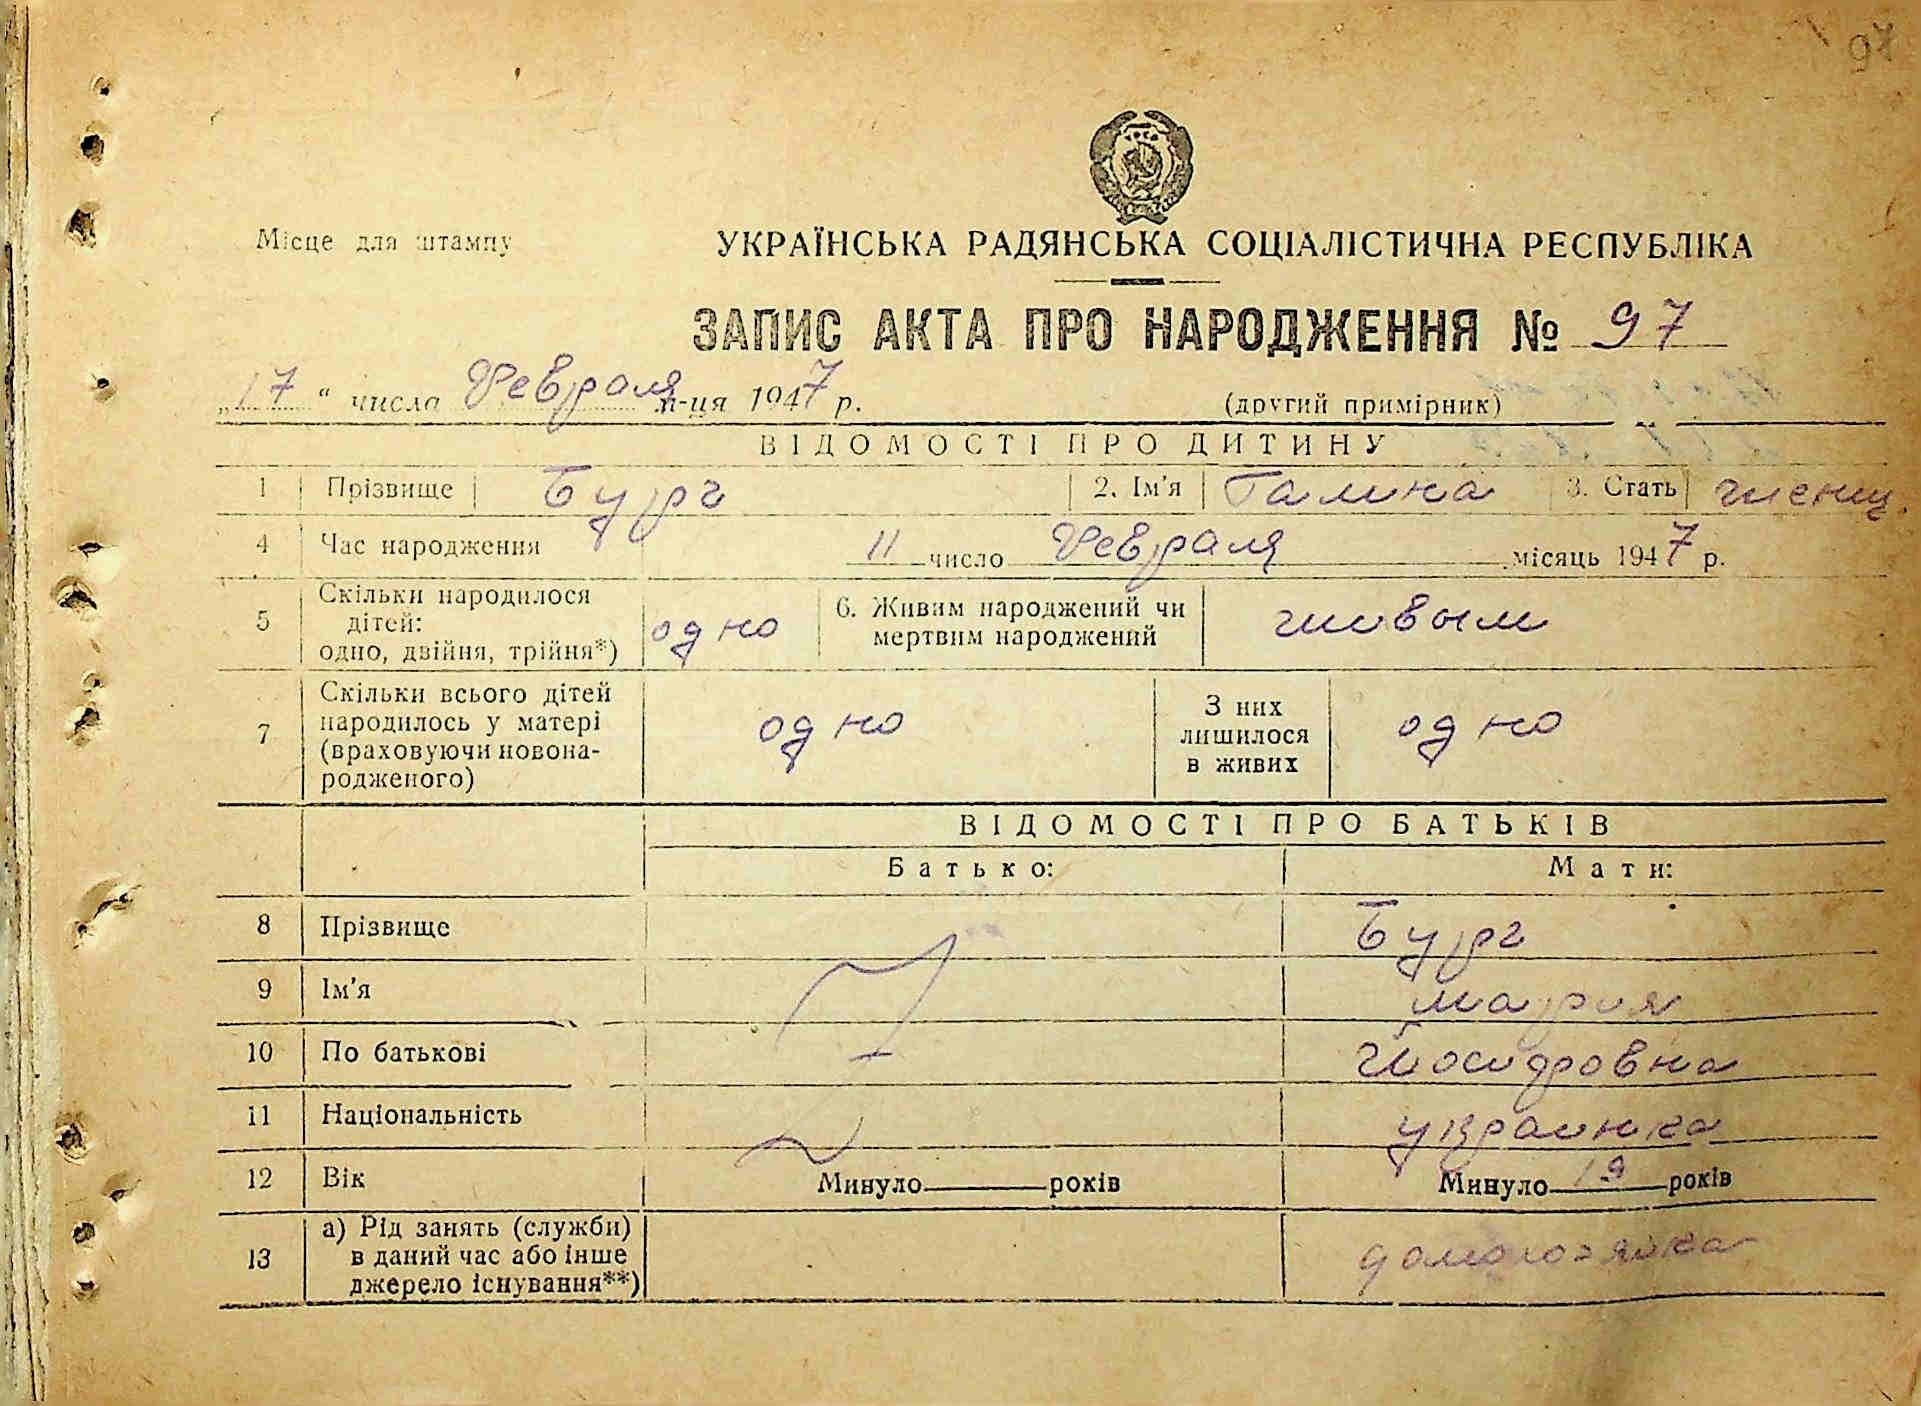 97
Місце для штампу
УКРАЇНСЬКА РАДЯНСЬКА СОЦІАЛІСТИЧНА РЕСПУБЛІКА
ЗАПИС АКТА ПРО НАРОДЖЕННЯ № 97
„17“ числа Февраля м-ця 1947 р.
(другий примірник)
ВІДОМОСТІ ПРО ДИТИНУ
1 Прізвище Бург 2. Ім'я Галина 3. Стать женщ.
4 Час народження 11 число Февраля місяць 1947 р.
5 Скільки народилося дітей: одно, двійня, трійня*) одно 6. Живим народжений чи мертвим народжений живым
7 Скільки всього дітей народилось у матері (враховуючи новонародженого) одно З них лишилося в живих одно
ВІДОМОСТІ ПРО БАТЬКІВ
Батько: Мати:
8 Прізвище Бург
9 Ім'я Мария
10 По батькові Иосифовна
11 Національність украинка
12 Вік Минуло років Минуло 19 років
13 а) Рід занять (служби) в даний час або інше джерело існування**) домохозяйка